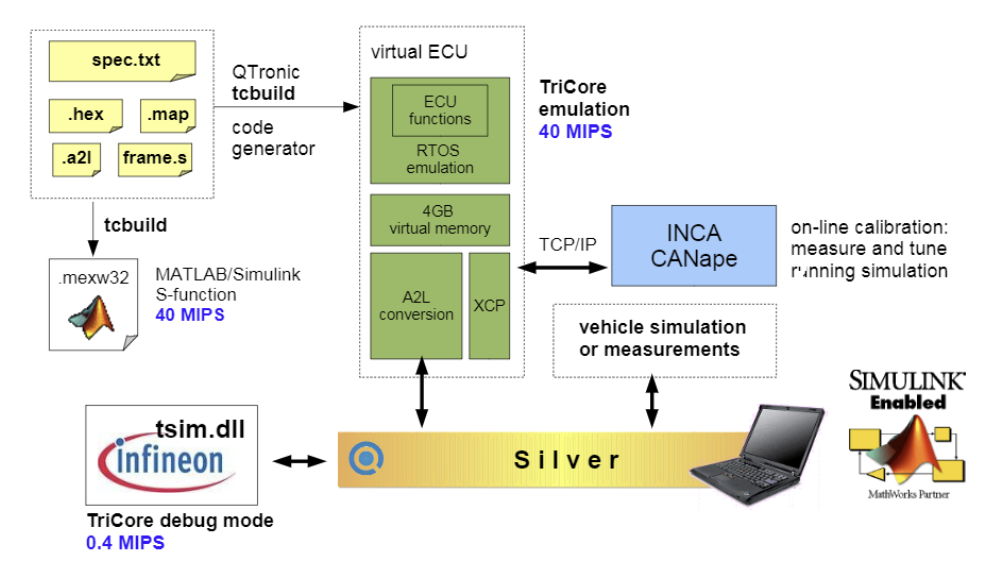 spec.txt
.hex
.map
.a2l
frame.s
QTronic
tcbuild
code
generator
tcbuild
.mexw32
MATLAB/Simulink
S-function
40 MIPS
virtual ECU
ECU
functions
RTOS
emulation
4GB
virtual memory
A2L
conversion
XCP
TriCore
emulation
40 MIPS
TCP/IP
INCA
CANape
on-line calibration:
measure and tune
running simulation
vehicle simulation
or measurements
tsim.dll
infineon
TriCore debug mode
0.4 MIPS
Silver
SIMULINK
Enabled
MathWorks Partner